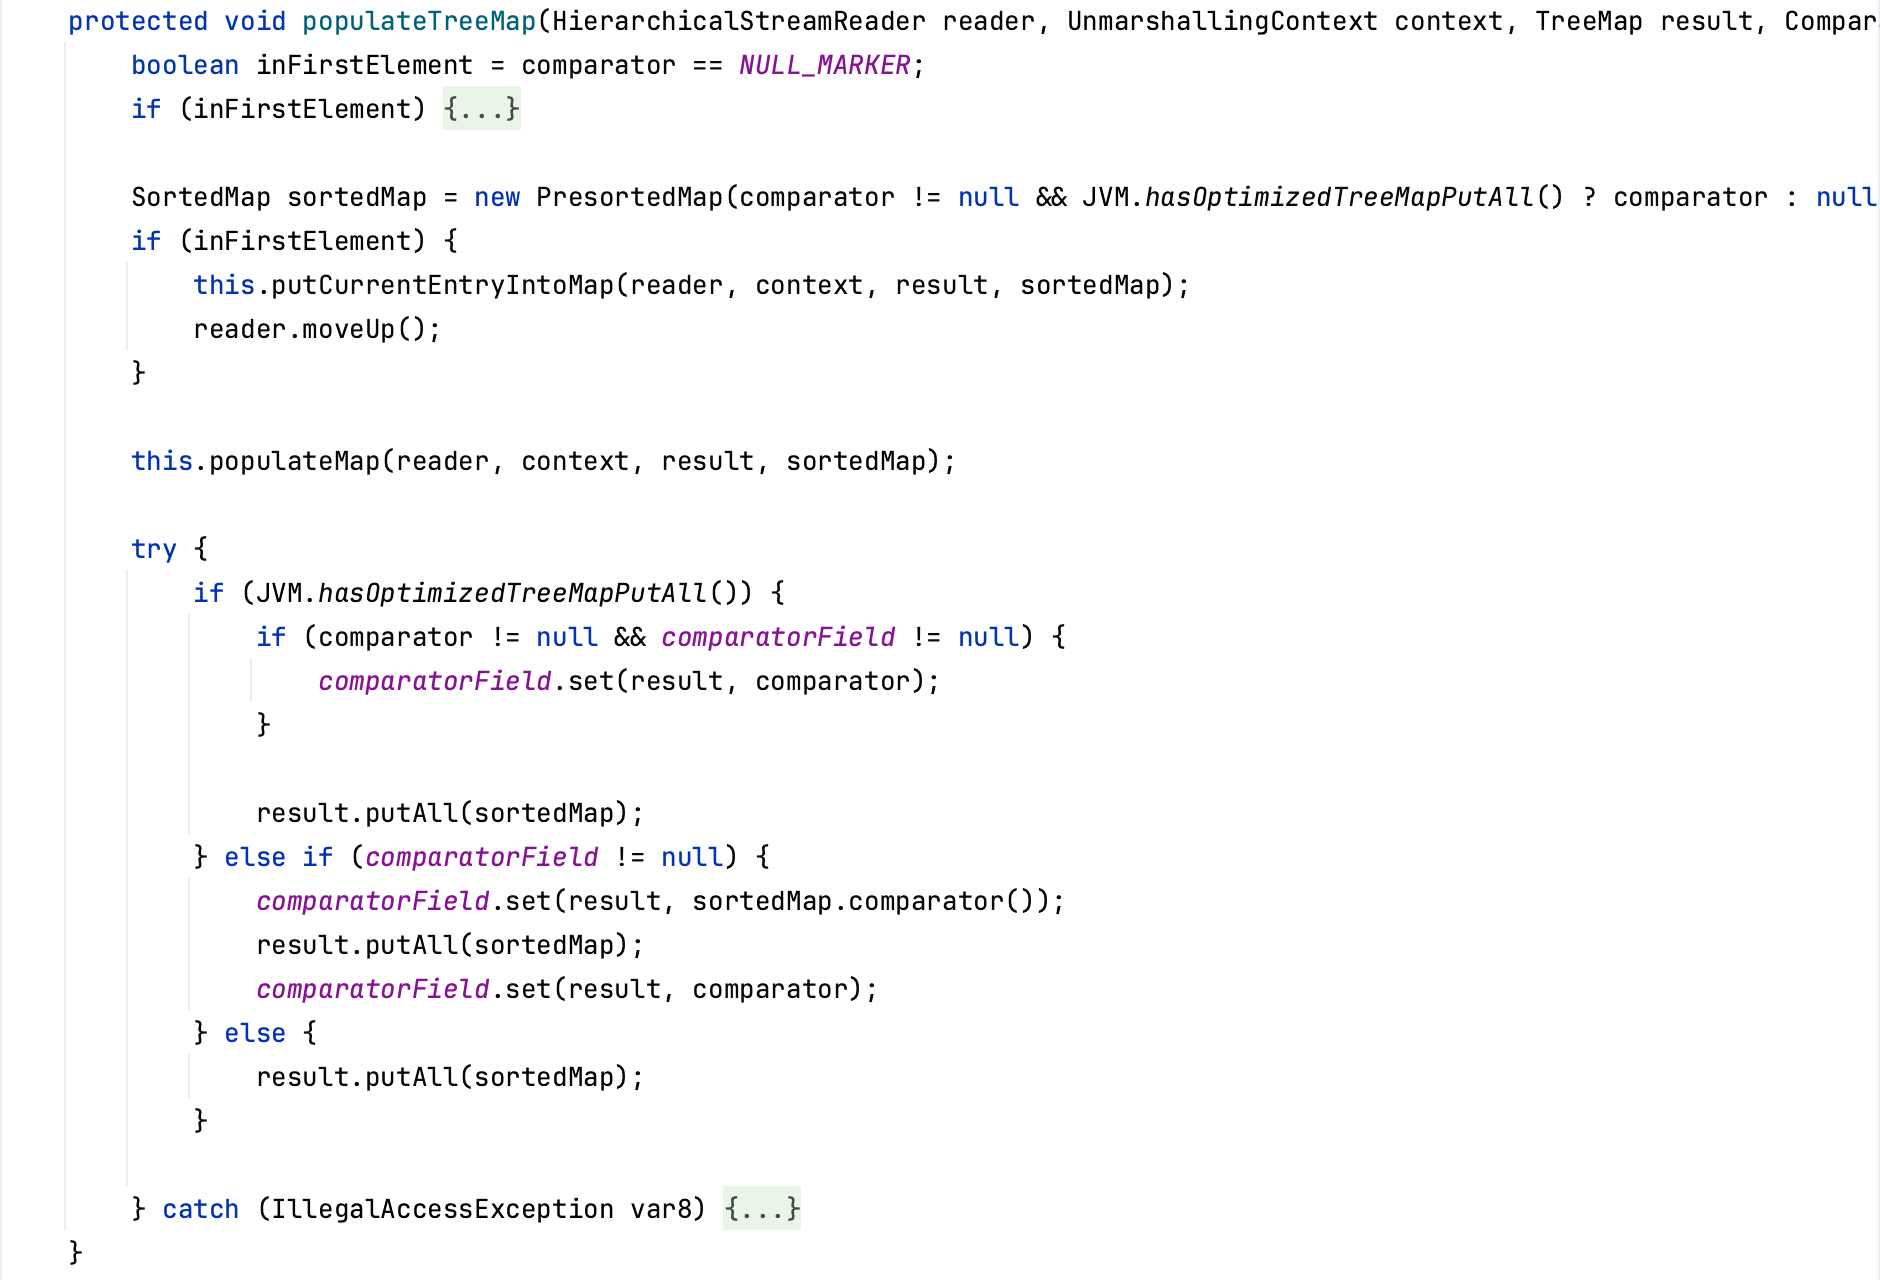 protected void populateTreeMap(HierarchicalStreamReader reader, UnmarshallingContext context, TreeMap result, Compar
boolean inFirstElement = comparator == NULL_MARKER;
if (inFirstElement) {...}
SortedMap sortedMap = new PresortedMap(comparator != null && JVM.hasOptimizedTreeMapPutAll() ? comparator : null
if (inFirstElement) {
this.putCurrentEntryIntoMap(reader, context, result, sortedMap);
reader.moveUp();
}
this.populateMap(reader, context, result, sortedMap);
try {
if (JVM.hasOptimizedTreeMapPutAll()) {
if (comparator != null && comparatorField != null) {
comparatorField.set(result, comparator);
}
result.putAll(sortedMap);
} else if (comparatorField != null) {
comparatorField.set(result, sortedMap.comparator());
result.putAll(sortedMap);
comparatorField.set(result, comparator);
} else {
result.putAll(sortedMap);
}
} catch (IllegalAccessException var8) {...}
}